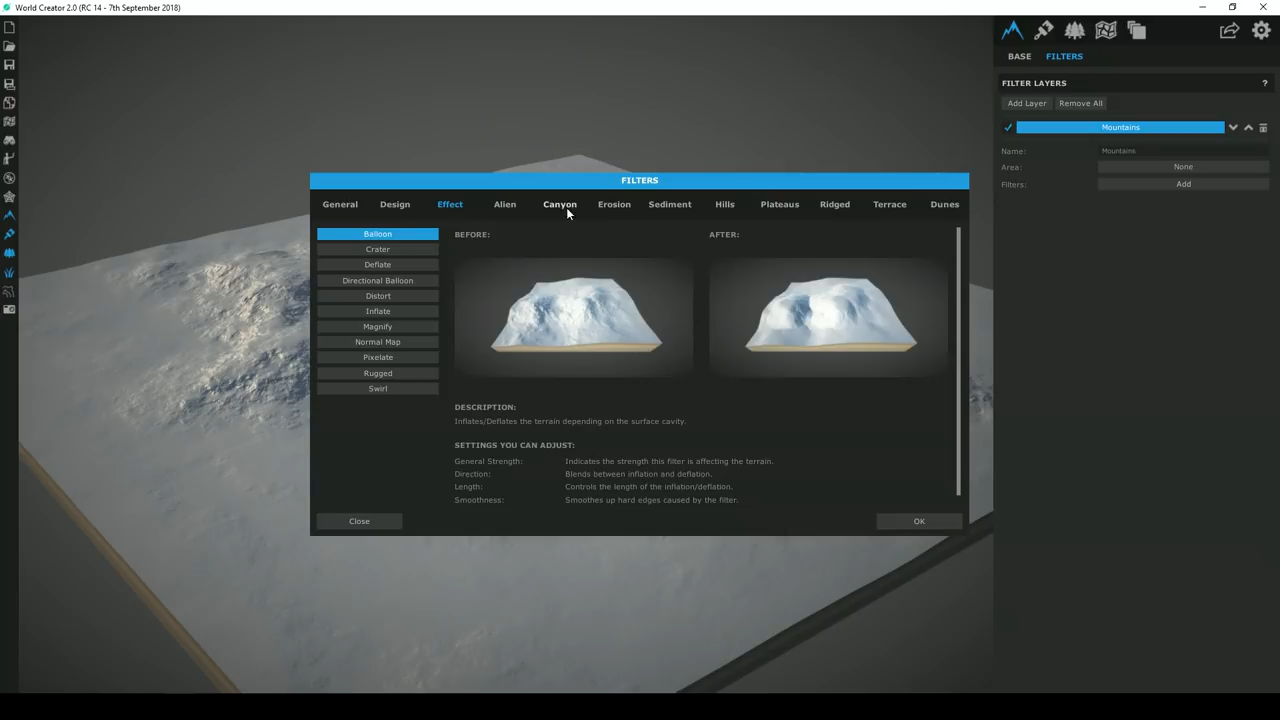 World Creator 2.0 (RC 14 - 7th September 2018)
BASE FILTERS
FILTER LAYERS ?
Add Layer Remove All
Mountains
Name: Mountains
Area: None
Filters: Add
FILTERS
General Design Effect Alien Canyon Erosion Sediment Hills Plateaus Ridged Terrace Dunes
Balloon
Crater
Deflate
Directional Balloon
Distort
Inflate
Magnify
Normal Map
Pixelate
Rugged
Swirl
BEFORE: AFTER:
DESCRIPTION:
Inflates/Deflates the terrain depending on the surface cavity.
SETTINGS YOU CAN ADJUST:
General Strength: Indicates the strength this filter is affecting the terrain.
Direction: Blends between inflation and deflation.
Length: Controls the length of the inflation/deflation.
Smoothness: Smoothes up hard edges caused by the filter.
Close OK